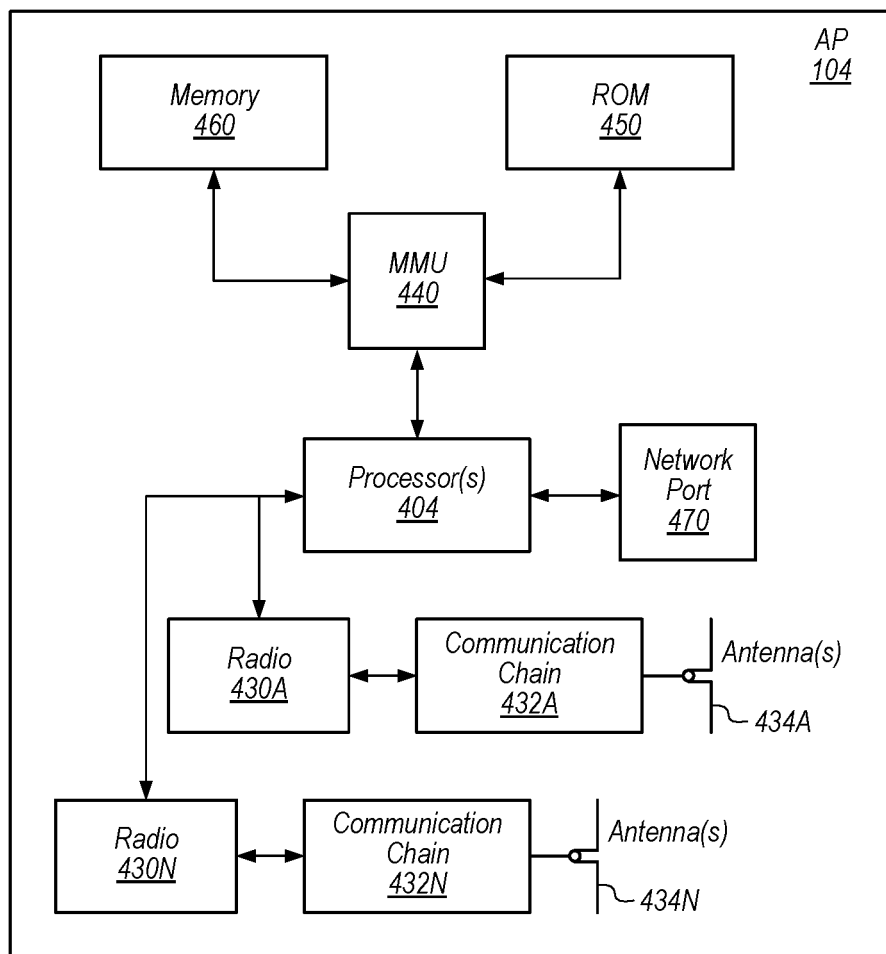 AP
104
Memory
460
ROM
450
MMU
440
Processor(s)
404
Network
Port
470
Radio
430A
Communication
Chain
432A
Antenna(s)
434A
Radio
430N
Communication
Chain
432N
Antenna(s)
434N